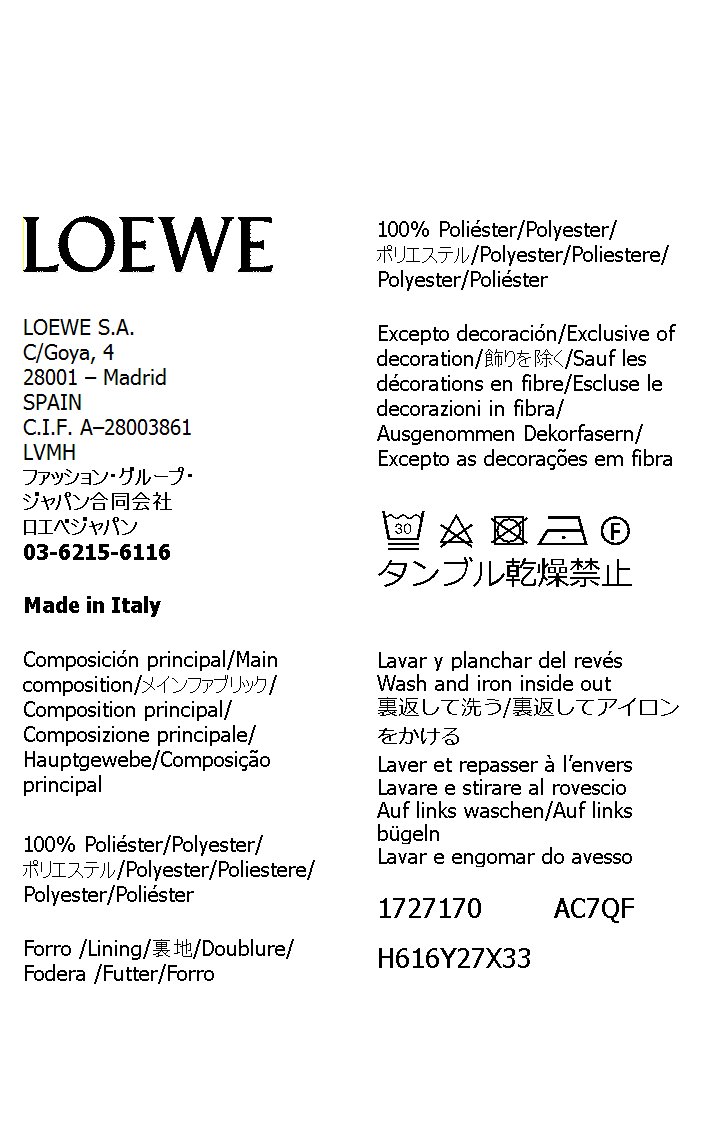 LOEWE
LOEWE S.A.
C/Goya, 4
28001 – Madrid
SPAIN
C.I.F. A–28003861
LVMH
ファッション・グループ・
ジャパン合同会社
ロエベジャパン
03-6215-6116
Made in Italy
Composición principal/Main
composition/メインファブリック/
Composition principal/
Composizione principale/
Hauptgewebe/Composição
principal
100% Poliéster/Polyester/
ポリエステル/Polyester/Poliestere/
Polyester/Poliéster
Forro /Lining/裏地/Doublure/
Fodera /Futter/Forro
100% Poliéster/Polyester/
ポリエステル/Polyester/Poliestere/
Polyester/Poliéster
Excepto decoración/Exclusive of
decoration/飾りを除く/Sauf les
décorations en fibre/Escluse le
decorazioni in fibra/
Ausgenommen Dekorfasern/
Excepto as decorações em fibra
30 F
タンブル乾燥禁止
Lavar y planchar del revés
Wash and iron inside out
裏返して洗う/裏返してアイロン
をかける
Laver et repasser à l’envers
Lavare e stirare al rovescio
Auf links waschen/Auf links
bügeln
Lavar e engomar do avesso
1727170 AC7QF
H616Y27X33